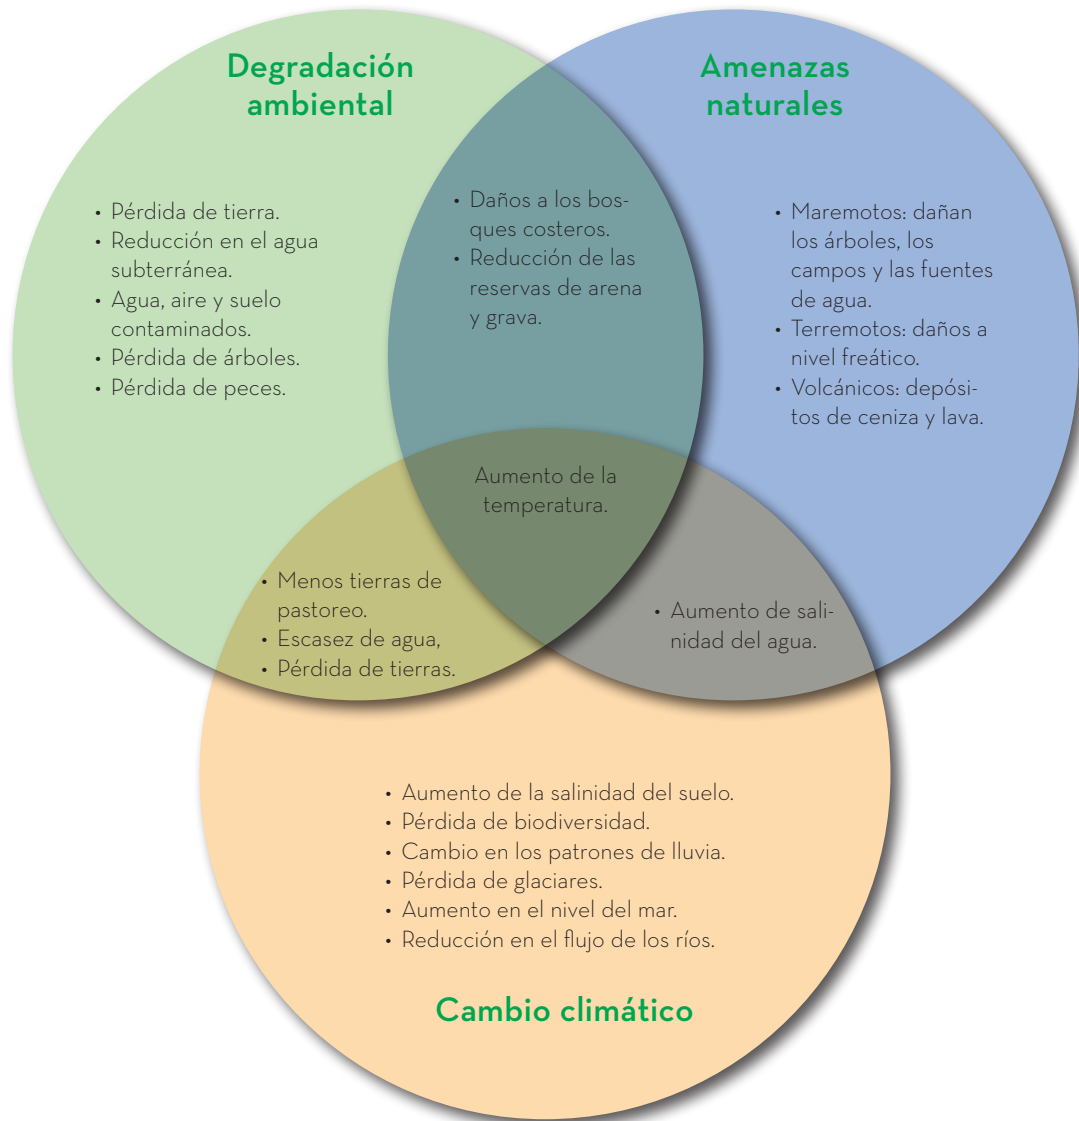 Degradación
ambiental
Amenazas
naturales
• Pérdida de tierra.
• Reducción en el agua
subterránea.
• Agua, aire y suelo
contaminados.
• Pérdida de árboles.
• Pérdida de peces.
• Daños a los bos-
ques costeros.
• Reducción de las
reservas de arena
y grava.
• Maremotos: dañan
los árboles, los
campos y las fuentes
de agua.
• Terremotos: daños a
nivel freático.
• Volcánicos: depósi-
tos de ceniza y lava.
Aumento de la
temperatura.
• Menos tierras de
pastoreo.
• Escasez de agua,
• Pérdida de tierras.
• Aumento de sali-
nidad del agua.
• Aumento de la salinidad del suelo.
• Pérdida de biodiversidad.
• Cambio en los patrones de lluvia.
• Pérdida de glaciares.
• Aumento en el nivel del mar.
• Reducción en el flujo de los ríos.
Cambio climático